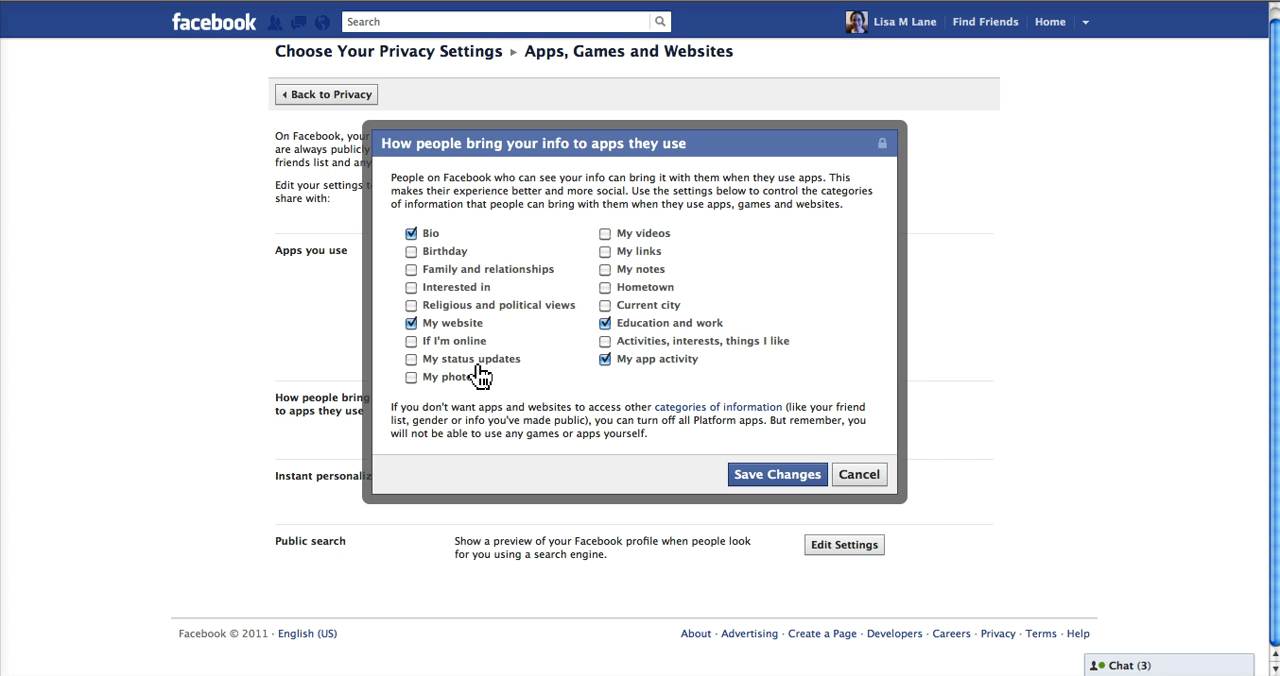 facebook
Search
Lisa M Lane
Find Friends
Home
Choose Your Privacy Settings ▸ Apps, Games and Websites
Back to Privacy
On Facebook, your
are always publicly
friends list and any
Edit your settings t
share with:
Apps you use
How people bring
to apps they use
Instant personaliz
How people bring your info to apps they use
People on Facebook who can see your info can bring it with them when they use apps. This
makes their experience better and more social. Use the settings below to control the categories
of information that people can bring with them when they use apps, games and websites.
Bio
Birthday
Family and relationships
Interested in
Religious and political views
My website
If I'm online
My status updates
My phot
My videos
My links
My notes
Hometown
Current city
Education and work
Activities, interests, things I like
My app activity
If you don't want apps and websites to access other categories of information (like your friend
list, gender or info you've made public), you can turn off all Platform apps. But remember, you
will not be able to use any games or apps yourself.
Save Changes
Cancel
Public search
Show a preview of your Facebook profile when people look
for you using a search engine.
Edit Settings
Facebook © 2011 · English (US)
About · Advertising · Create a Page · Developers · Careers · Privacy · Terms · Help
Chat (3)